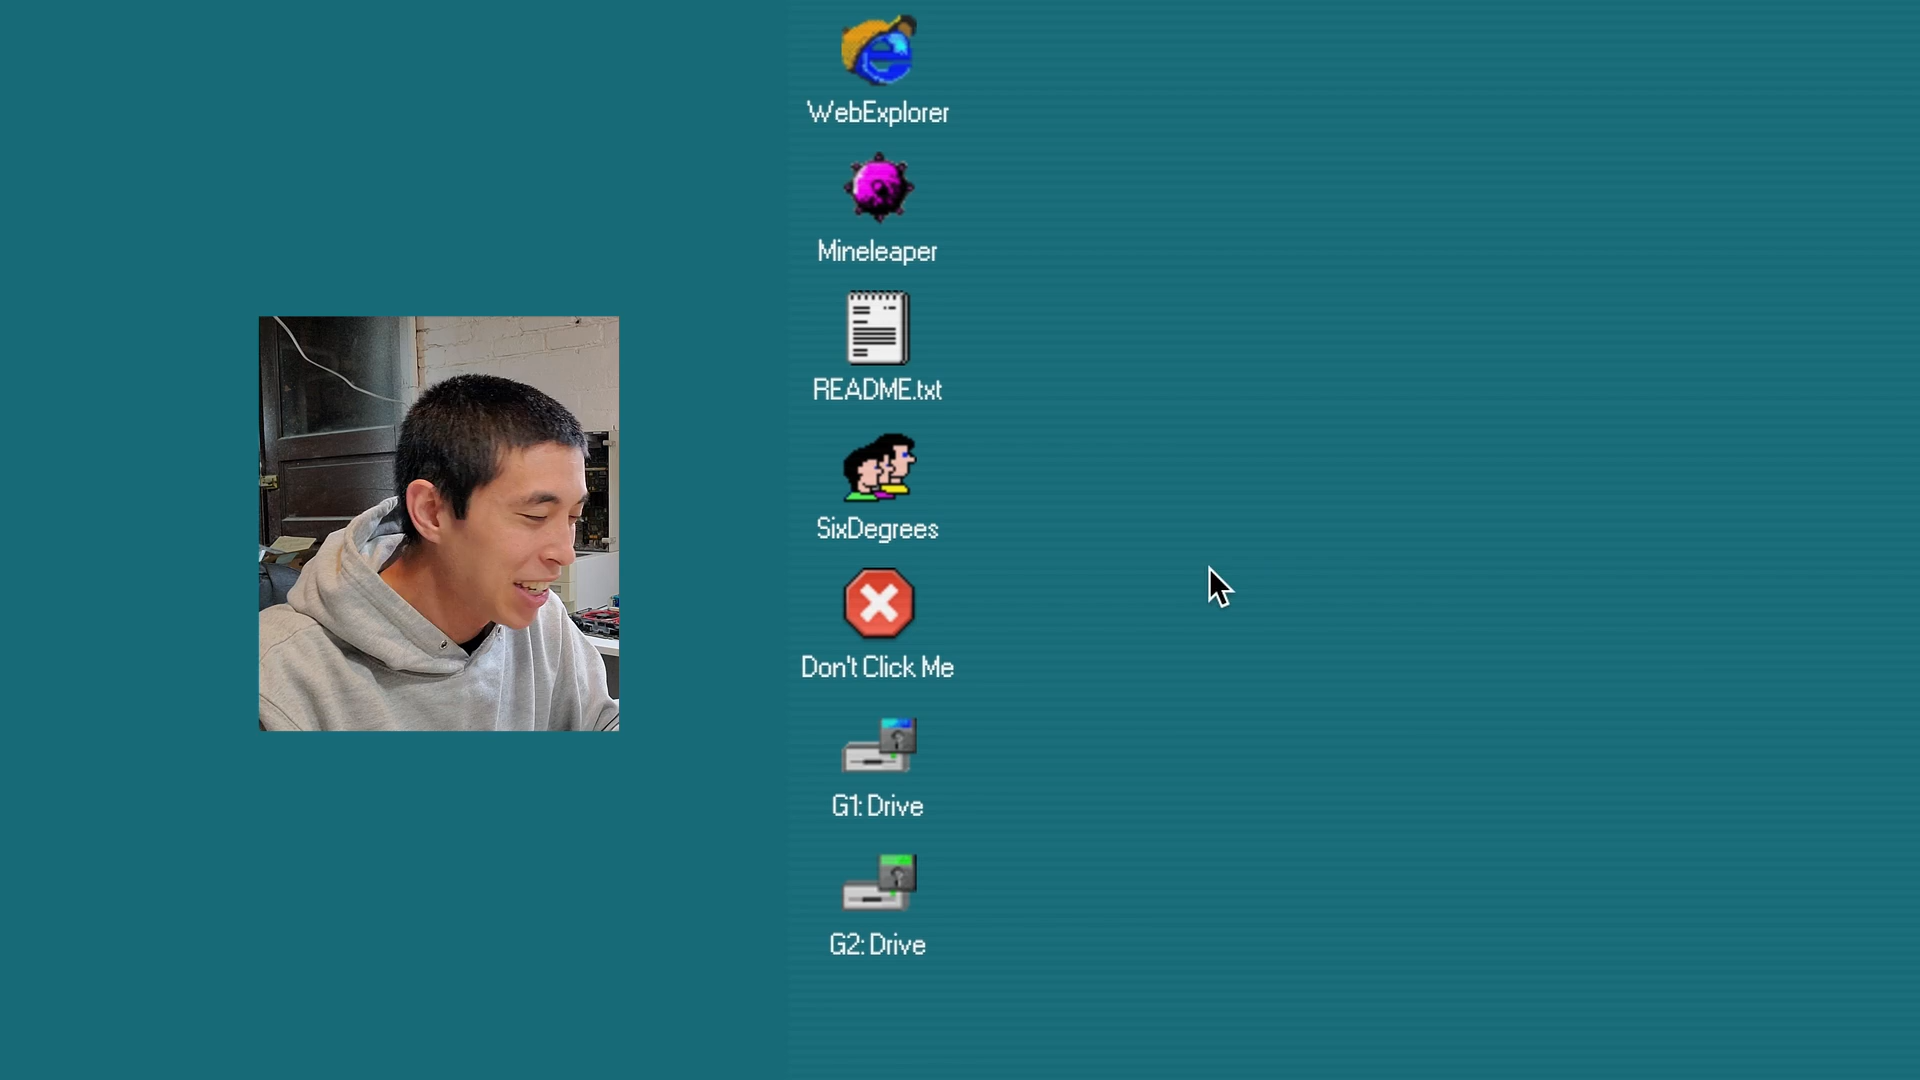 WebExplorer
Mineleaper
README.txt
SixDegrees
Don't Click Me
G1: Drive
G2: Drive